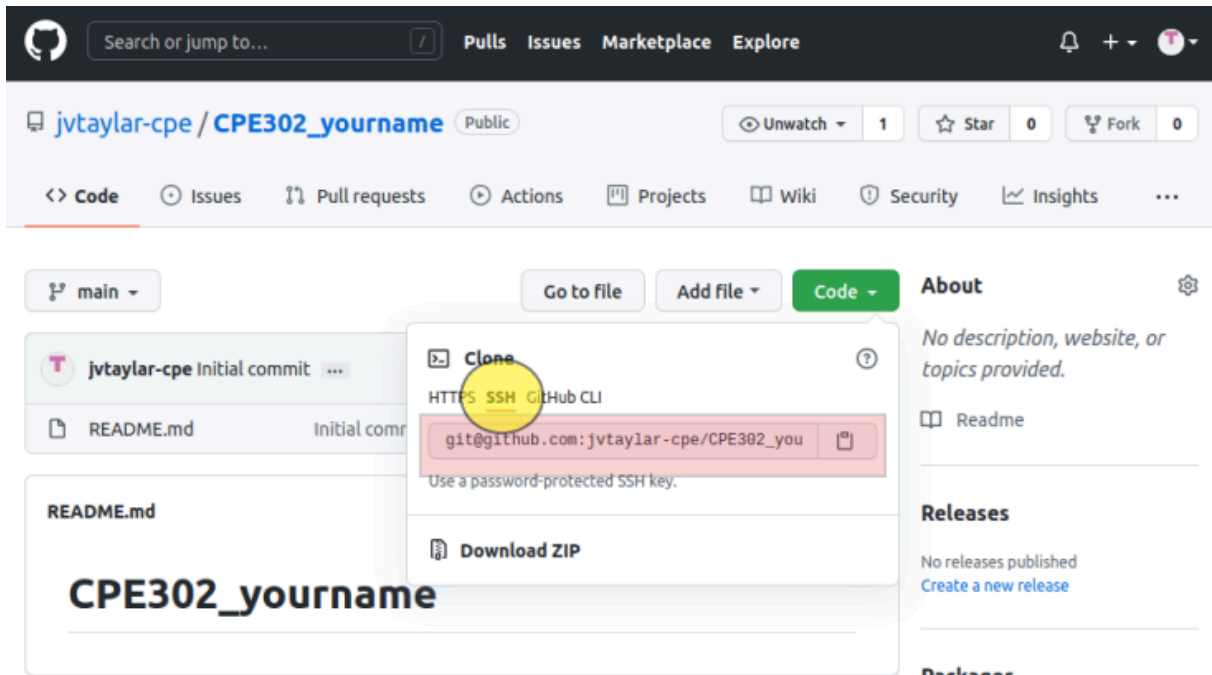 Search or jump to... / Pulls Issues Marketplace Explore
jvtaylar-cpe / CPE302_yourname Public Unwatch 1 Star 0 Fork 0
Code Issues Pull requests Actions Projects Wiki Security Insights ...
main Go to file Add file Code About
No description, website, or
topics provided.
T jvtaylar-cpe Initial commit ...
Clone
HTTPS SSH GitHub CLI
README.md Initial comm
git@github.com:jvtaylar-cpe/CPE302_you
Readme
Use a password-protected SSH key.
README.md
Download ZIP
Releases
No releases published
Create a new release
CPE302_yourname
Packages